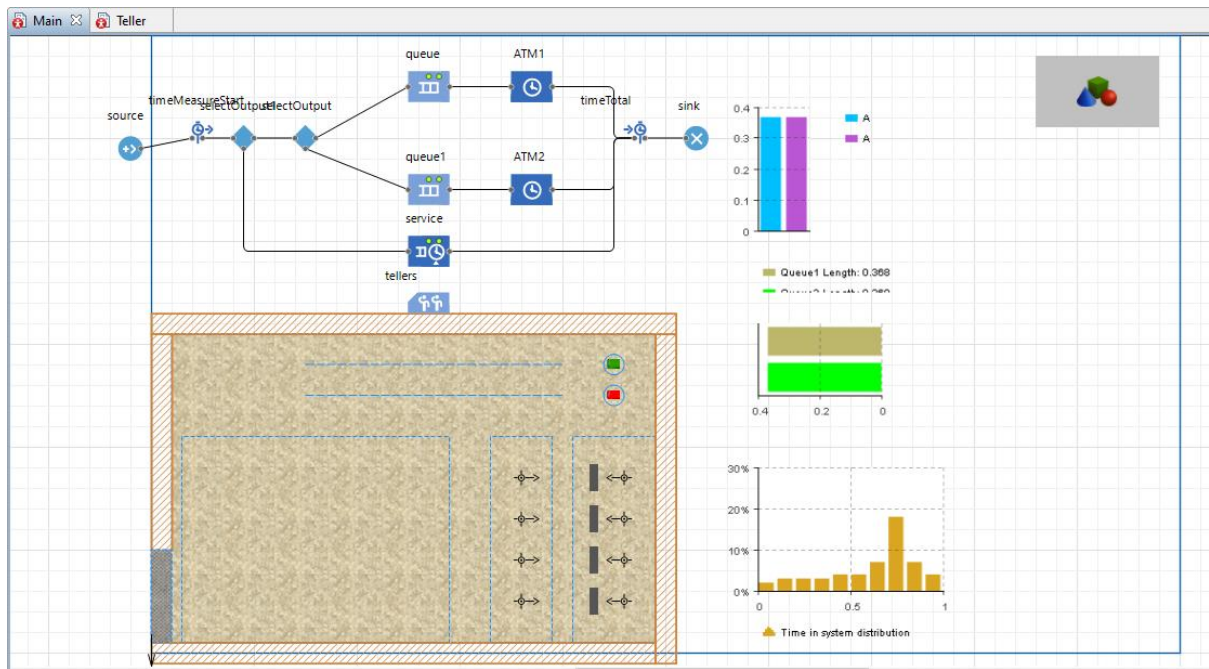 Main
Teller
queue
ATM1
timeMeasureStart
selectOutput
timeTotal
sink
source
queue1
ATM2
service
tellers
0.4
0.3
0.2
0.1
0
A
A
Queue1 Length: 0.368
0.4
0.2
0
30%
20%
10%
0%
0
0.5
1
Time in system distribution